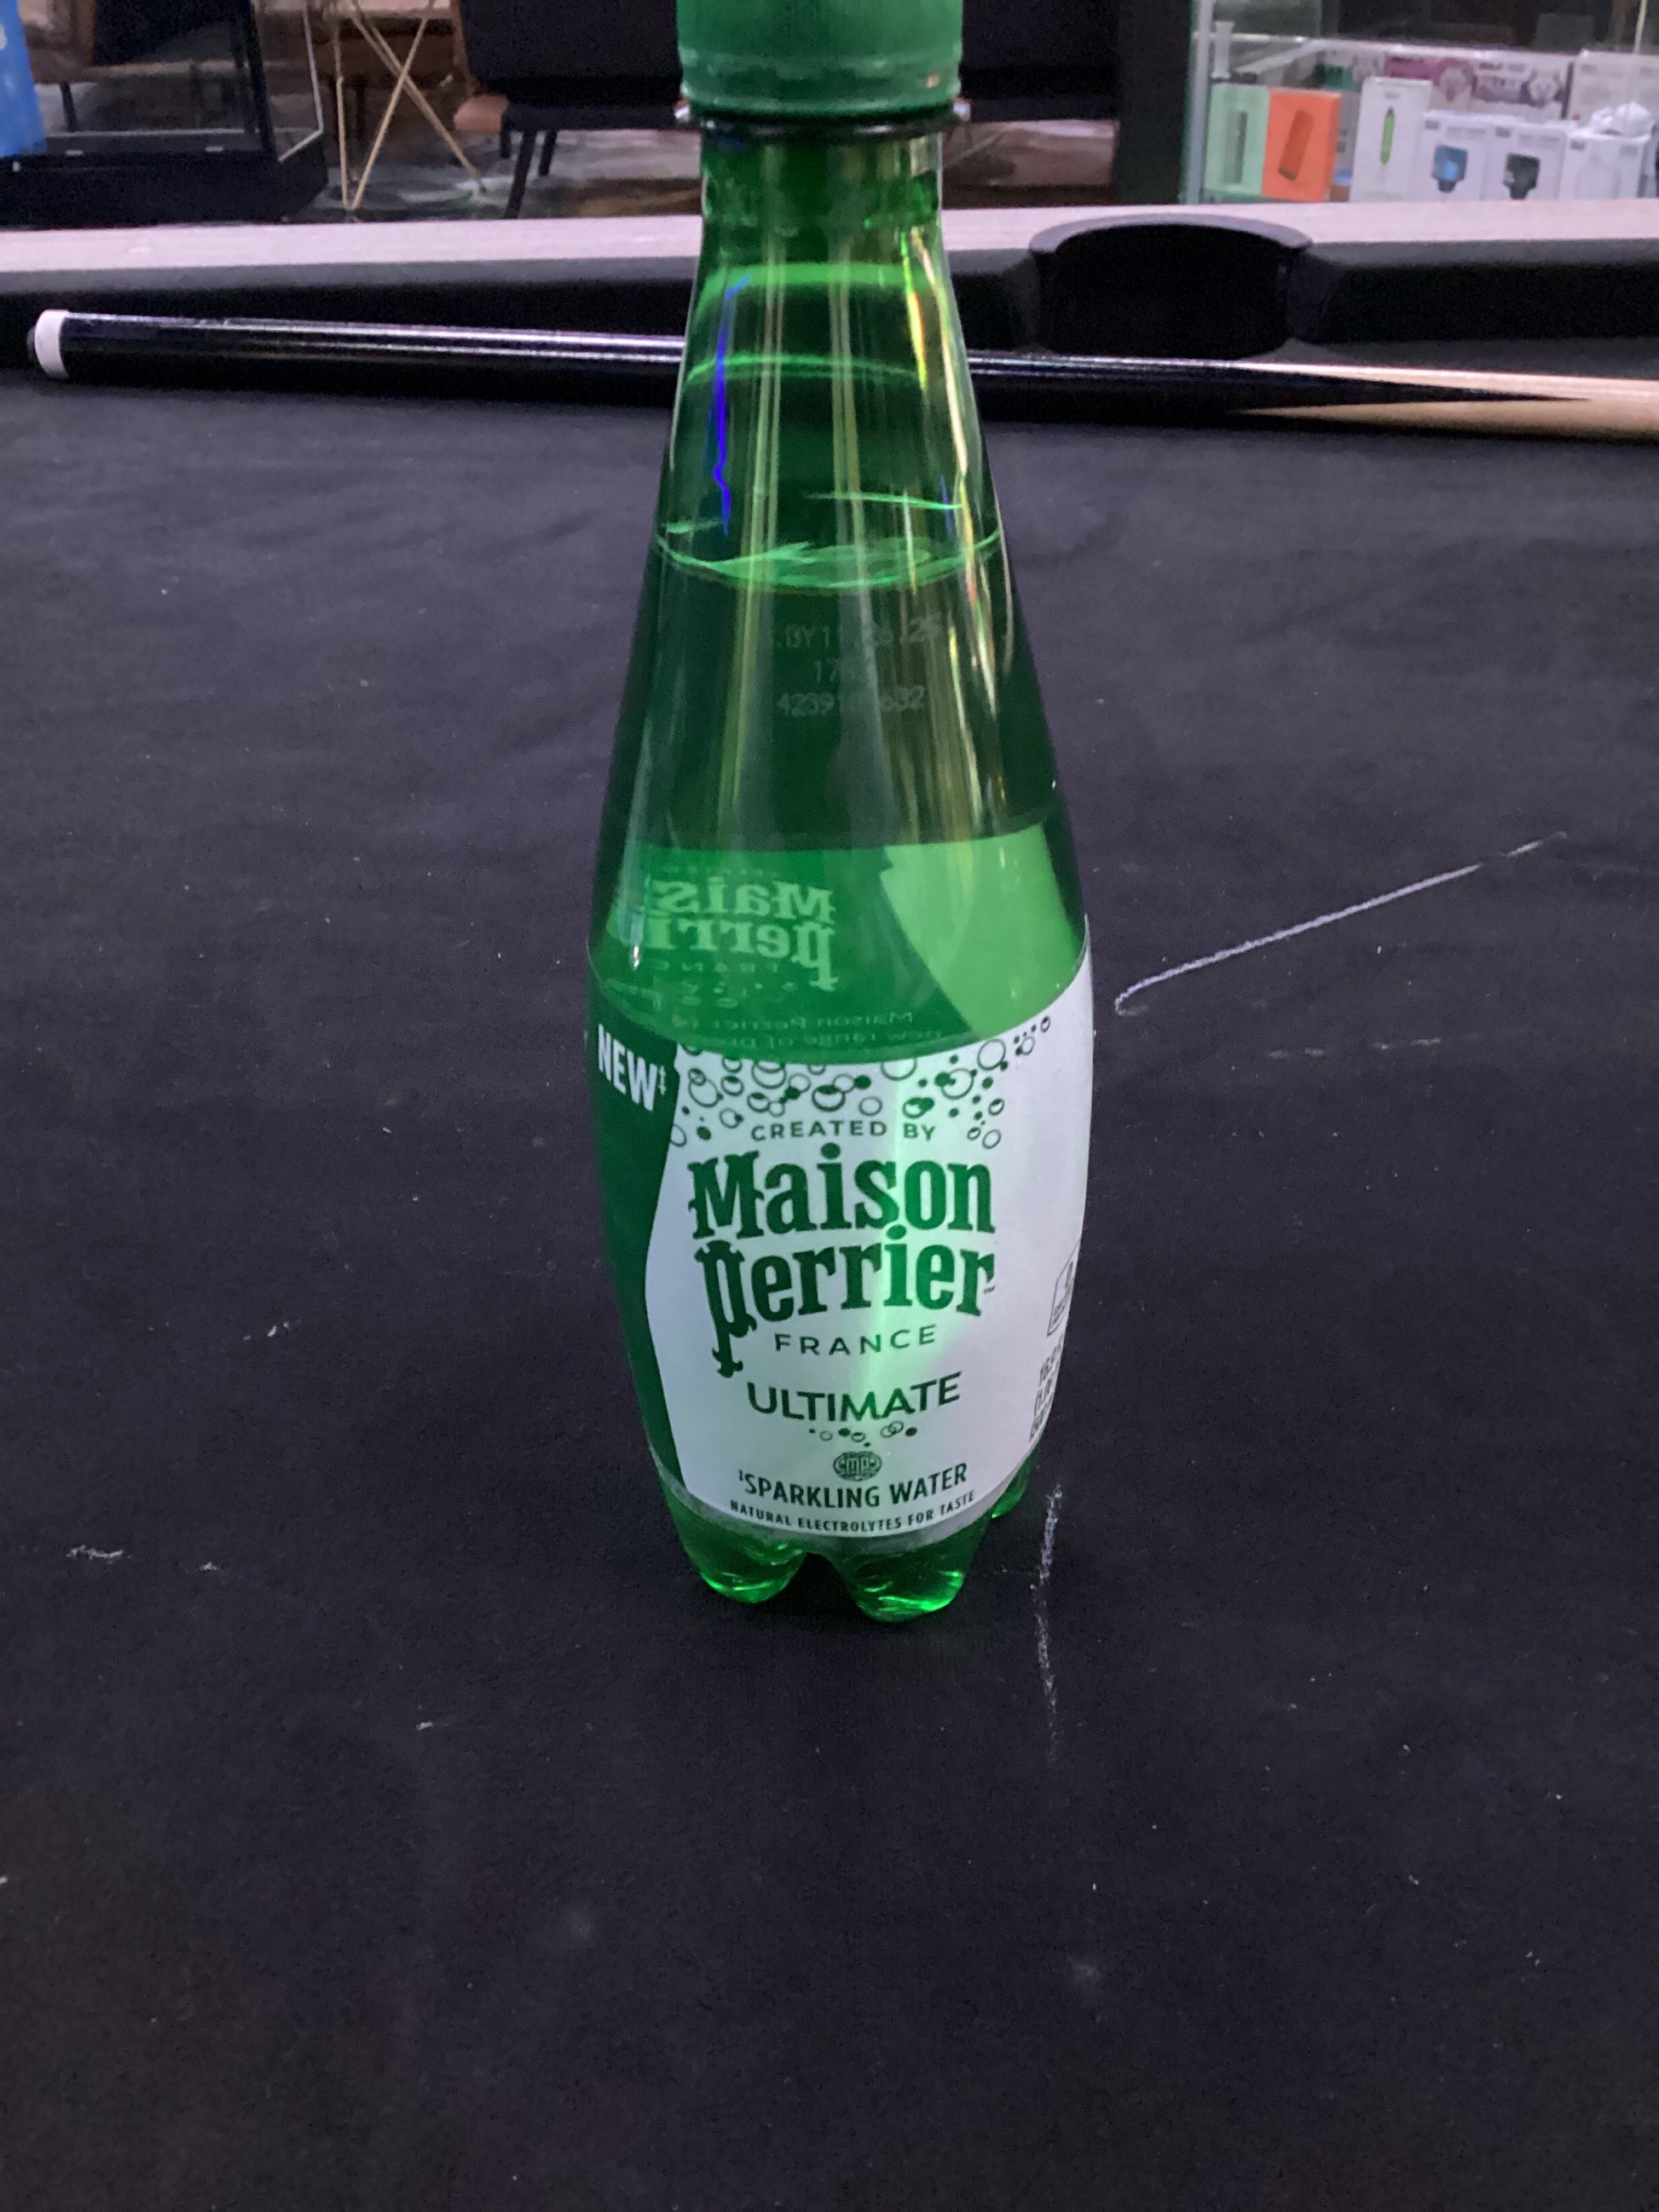 NEW‡
CREATED BY
Maison
Perrier
FRANCE
ULTIMATE
‡SPARKLING WATER
NATURAL ELECTROLYTES FOR TASTE